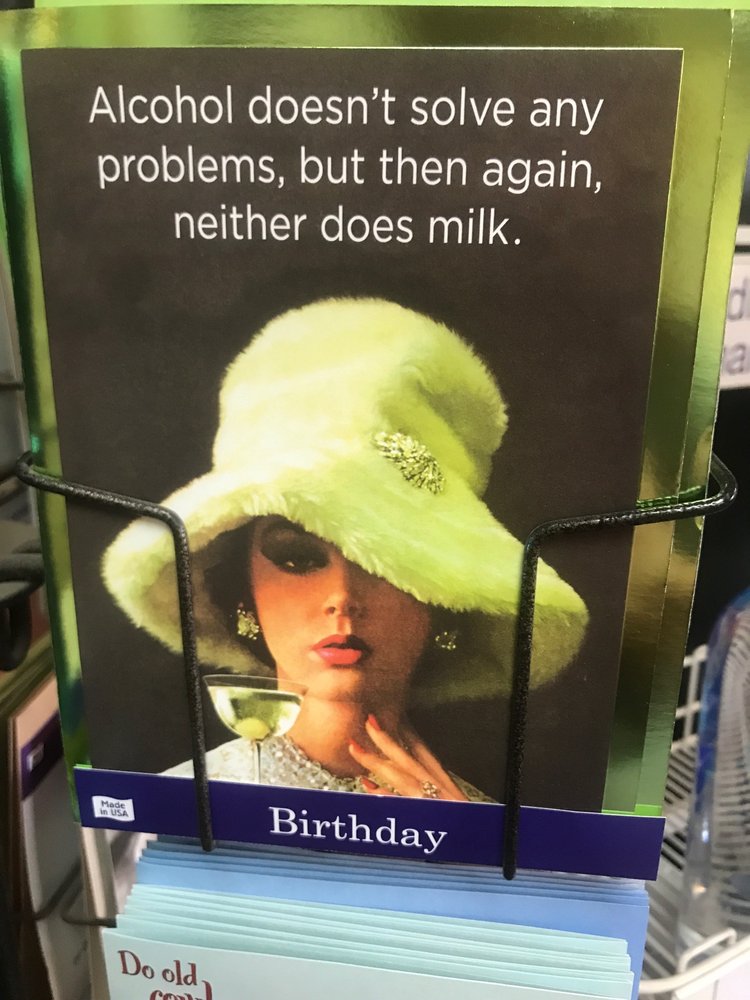 Alcohol doesn't solve any
problems, but then again,
neither does milk.
Made
in USA
Birthday
Do old